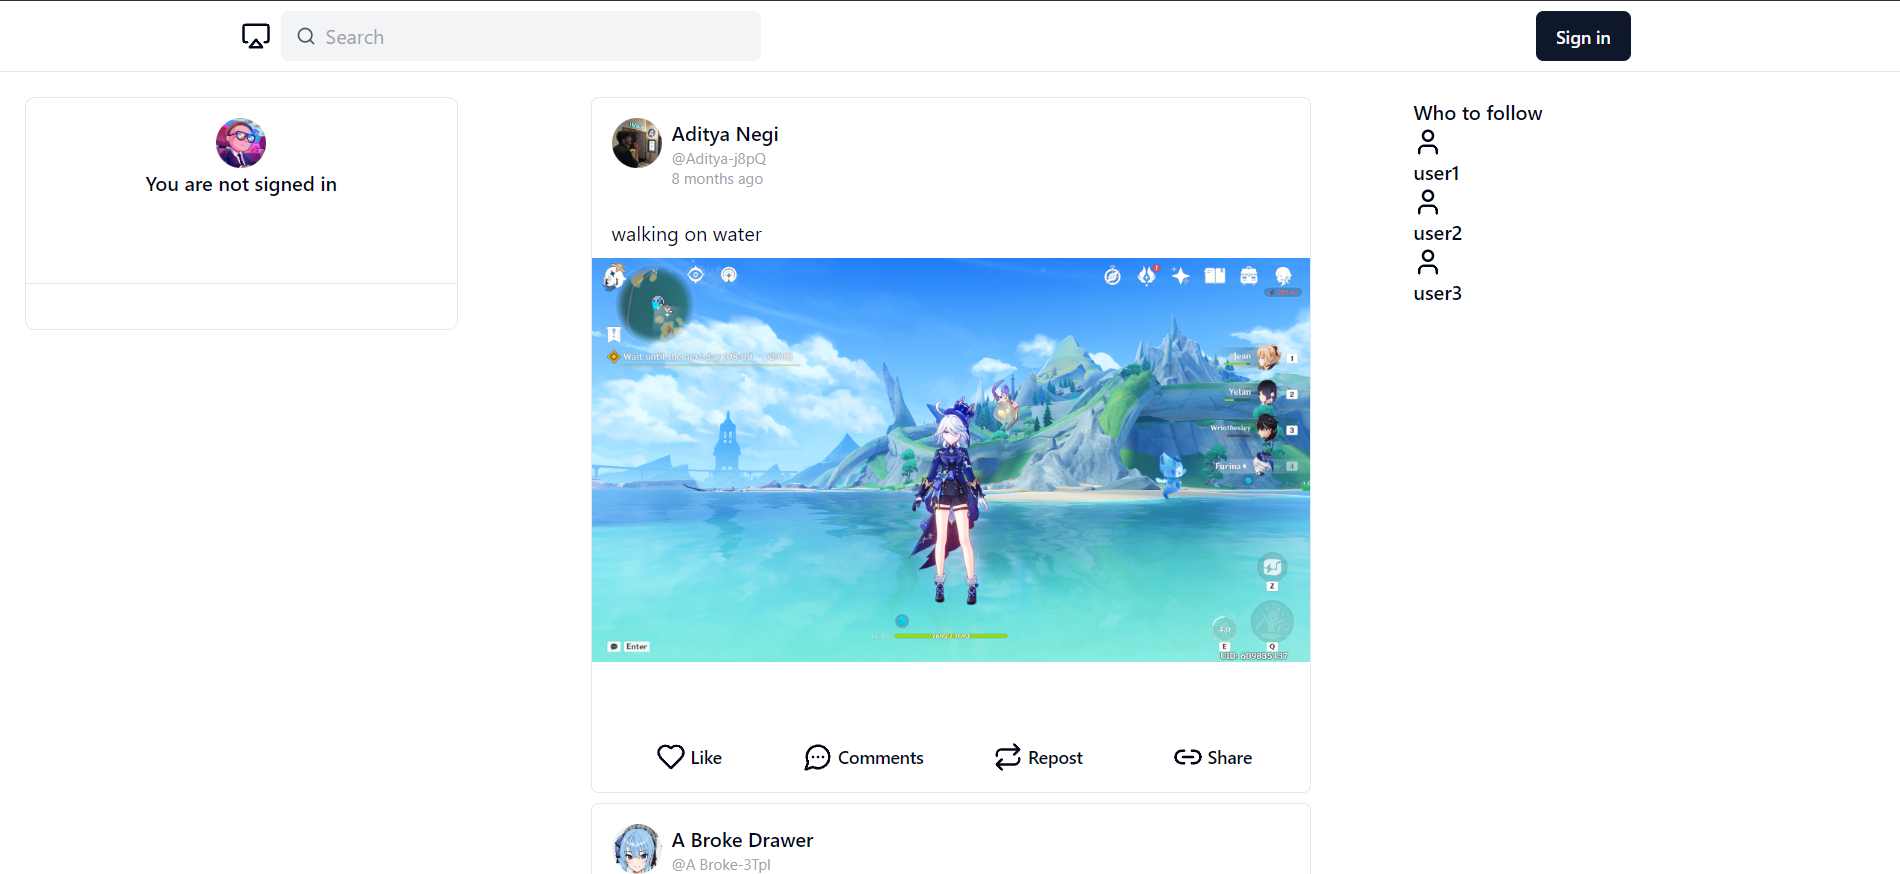 Search
Sign in
You are not signed in
Aditya Negi
@Aditya-j8pQ
8 months ago
walking on water
Wait until the next day (08:00 - 12:00)
Jean
1
Yelan
2
Wriothesley
3
Furina
4
Z
4.0
E
Q
Enter
UID: 609835437
Like
Comments
Repost
Share
A Broke Drawer
@A Broke-3Tpl
Who to follow
user1
user2
user3